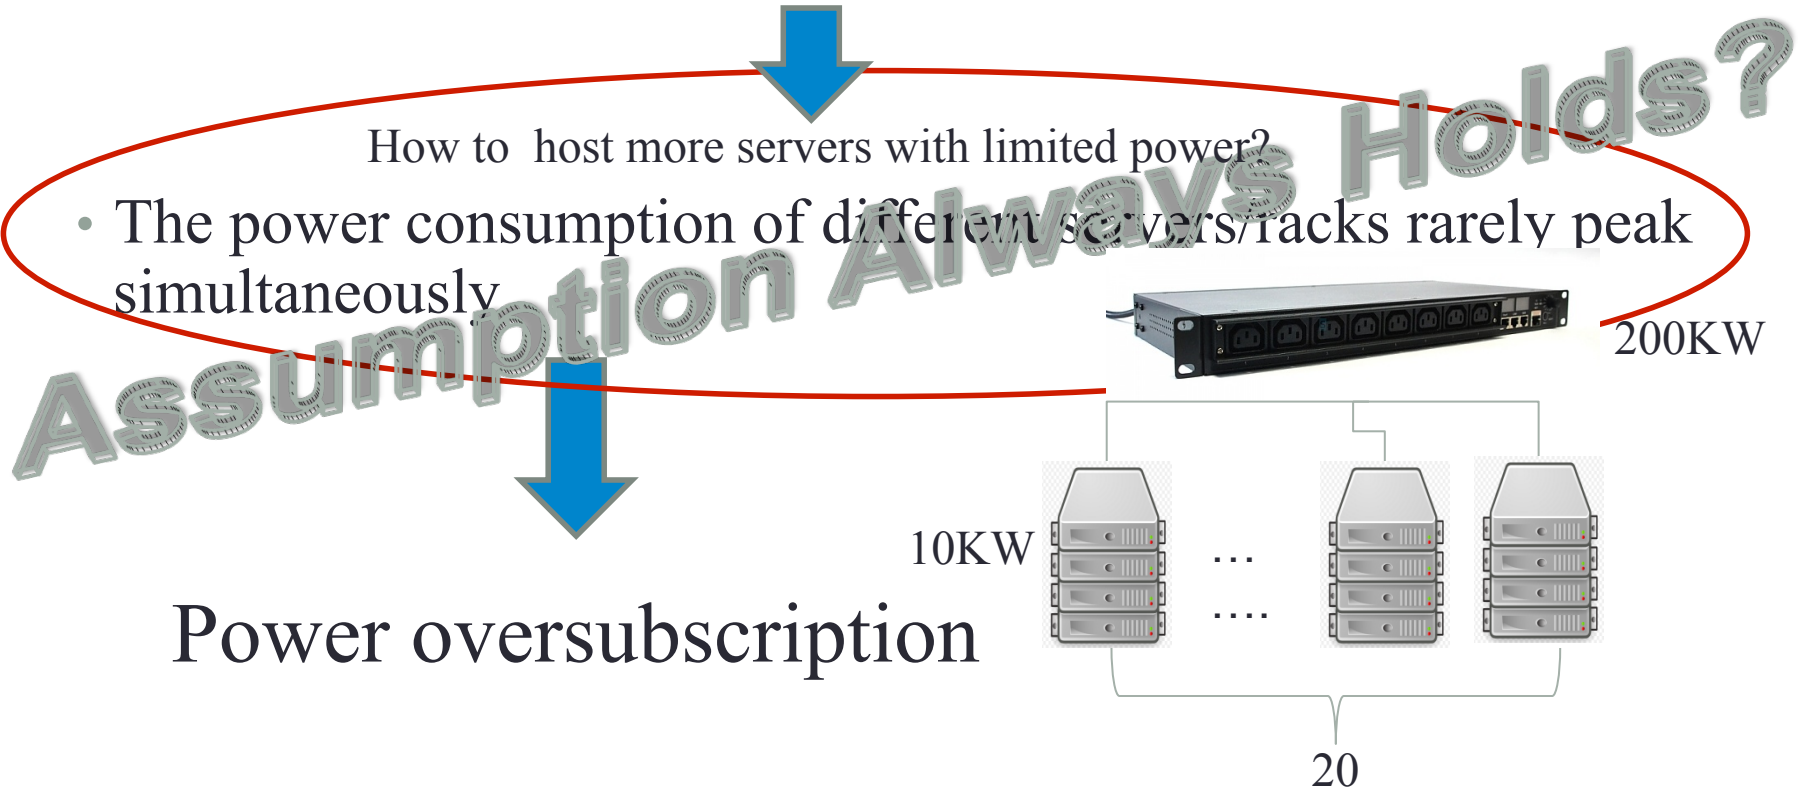 How to  host more servers with limited power?
• The power consumption of different servers/racks rarely peak
simultaneously
Assumption Always Holds?
200KW
10KW
...
....
Power oversubscription
20